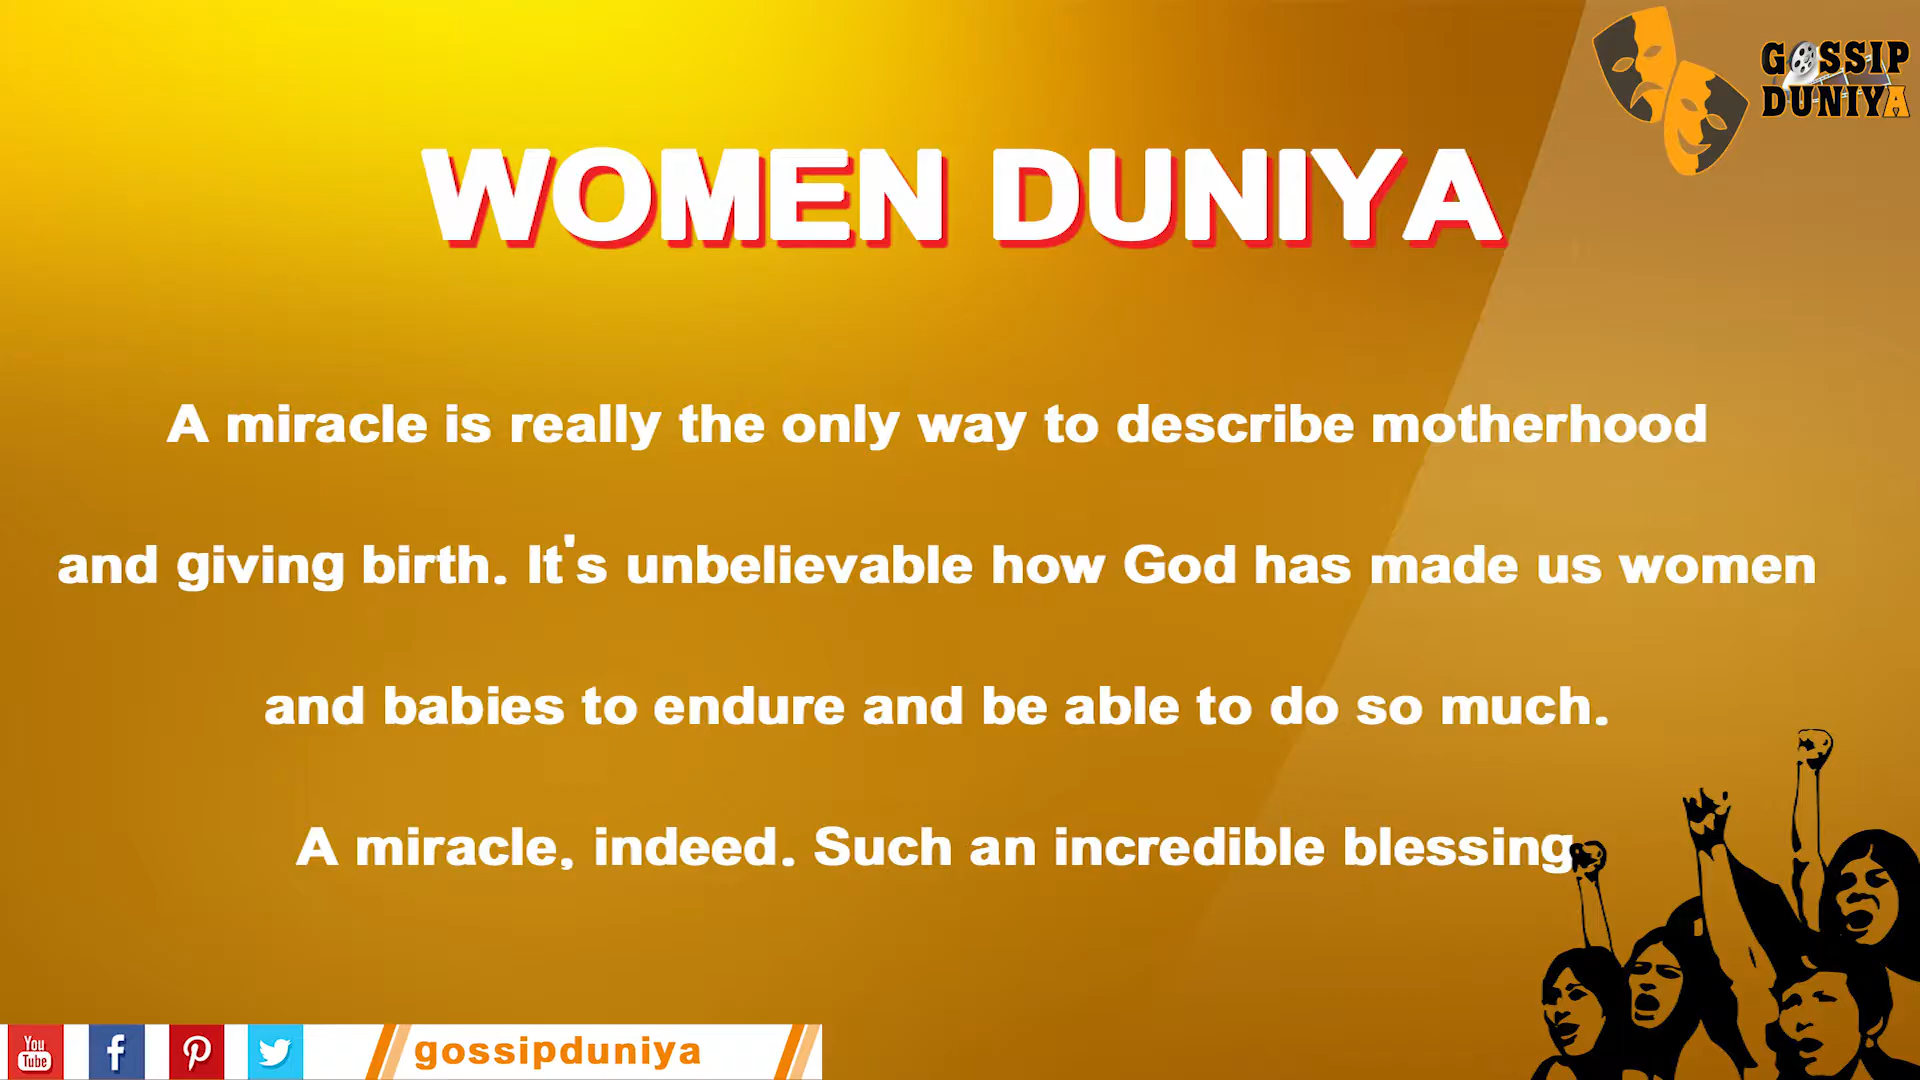 GOSSIP
DUNIYA
WOMEN DUNIYA
A miracle is really the only way to describe motherhood
and giving birth. It's unbelievable how God has made us women
and babies to endure and be able to do so much.
A miracle, indeed. Such an incredible blessing
You
Tube
gossipduniya